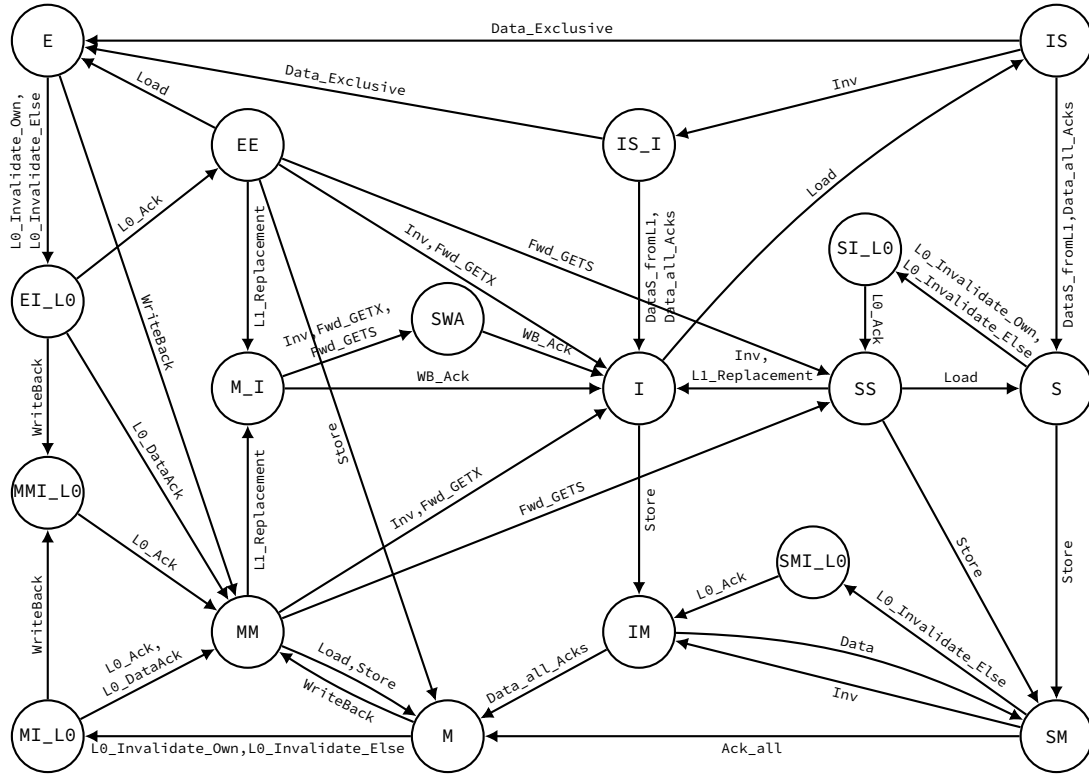 E
Data_Exclusive
IS
Load
Data_Exclusive
Inv
L0_Invalidate_Own,
L0_Invalidate_Else
EE
IS_I
DataS_fromL1,Data_all_Acks
L0_Ack
Load
L1_Replacement
Inv,Fwd_GETX
Fwd_GETS
DataS_fromL1,
Data_all_Acks
SI_L0
L0_Invalidate_Own,
L0_Invalidate_Else
EI_L0
WriteBack
Inv,Fwd_GETX,
Fwd_GETS
SWA
WB_Ack
L0_Ack
M_I
WB_Ack
I
Inv,
L1_Replacement
SS
Load
S
WriteBack
L0_DataAck
Store
MMI_L0
L1_Replacement
Inv,Fwd_GETX
Fwd_GETS
Store
Store
Store
L0_Ack
SMI_L0
L0_Ack
L0_Invalidate_Else
WriteBack
L0_Ack,
L0_DataAck
MM
Load,Store
WriteBack
IM
Data
Data_all_Acks
Inv
MI_L0
L0_Invalidate_Own,L0_Invalidate_Else
M
Ack_all
SM